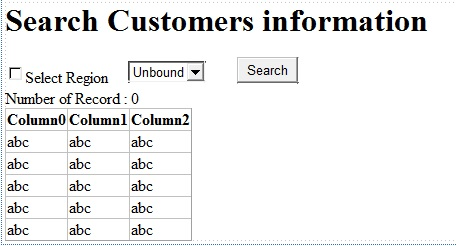 Search Customers information
Select Region Unbound Search
Number of Record : 0
Column0 Column1 Column2
abc abc abc
abc abc abc
abc abc abc
abc abc abc
abc abc abc